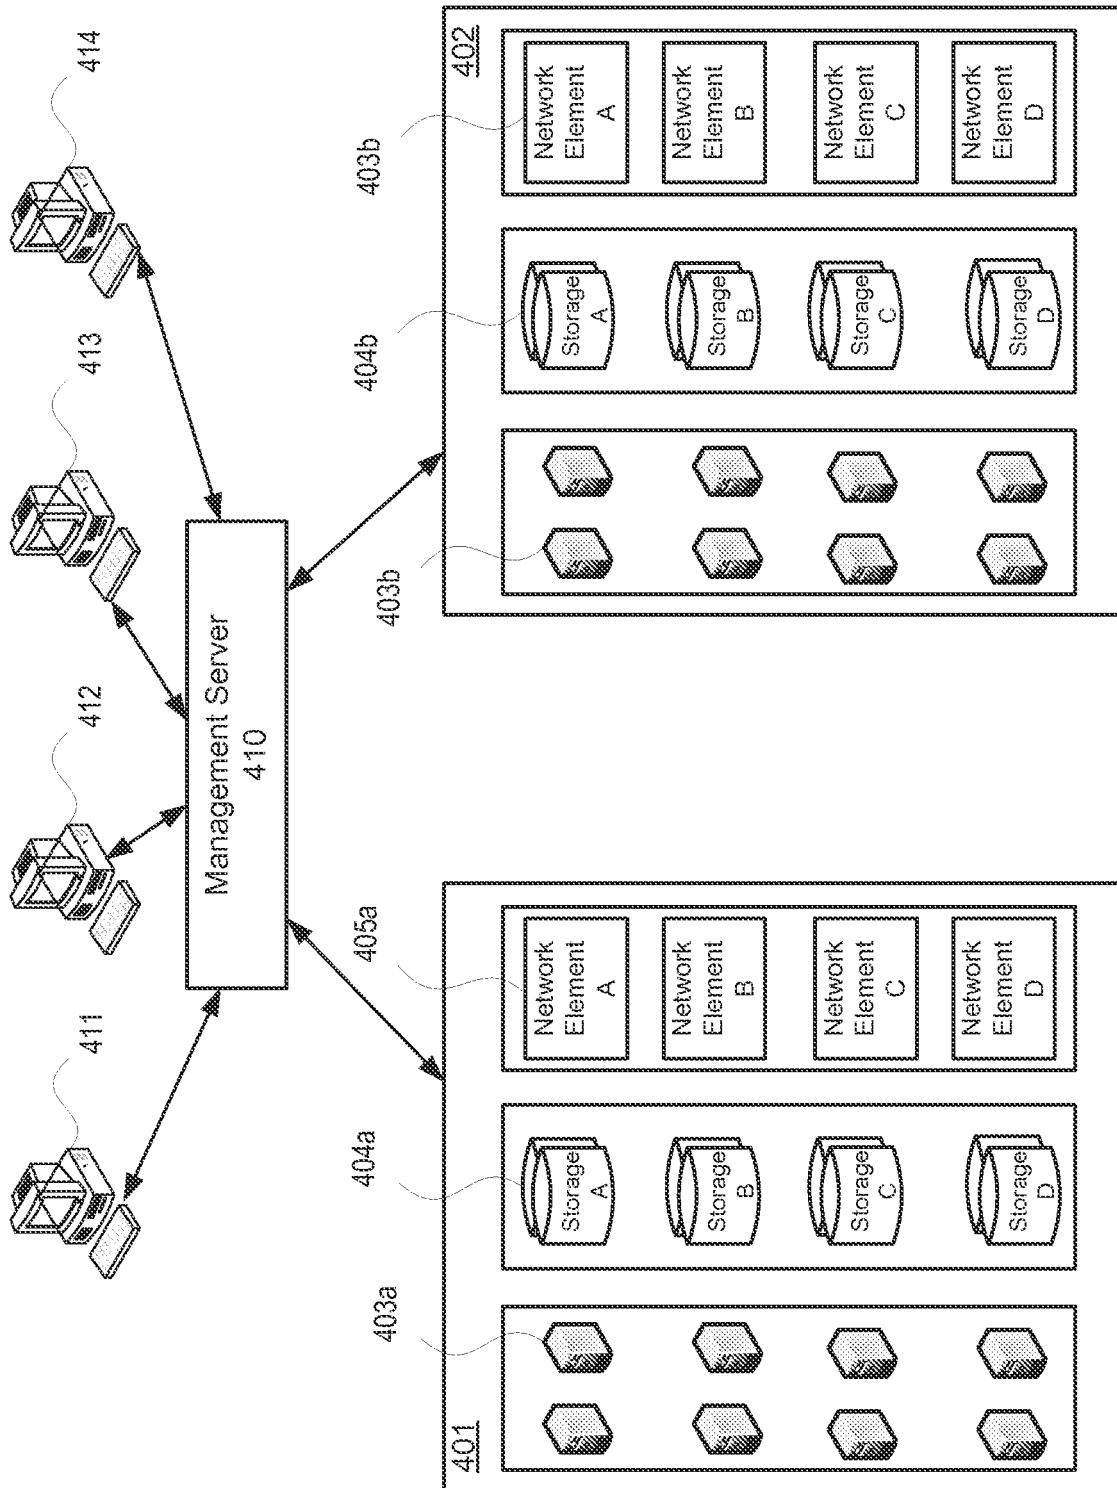 411
412
413
414
Management Server
410
401
403a
404a
405a
Storage
A
Storage
B
Storage
C
Storage
D
Network
Element
A
Network
Element
B
Network
Element
C
Network
Element
D
402
403b
404b
403b
Storage
A
Storage
B
Storage
C
Storage
D
Network
Element
A
Network
Element
B
Network
Element
C
Network
Element
D